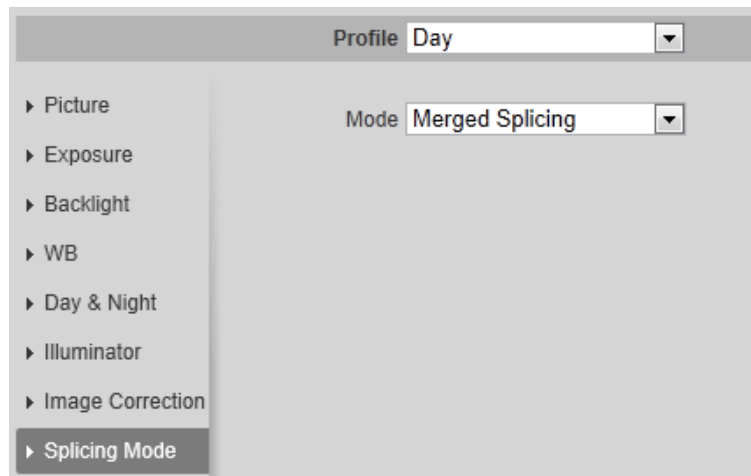 Profile Day
Picture
Mode Merged Splicing
Exposure
Backlight
WB
Day & Night
Illuminator
Image Correction
Splicing Mode